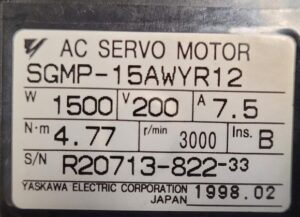 AC SERVO MOTOR
SGMP-15AWYR12
W 1500 V 200 A 7.5
N·m 4.77 r/min 3000 Ins. B
S/N R20713-822-33
YASKAWA ELECTRIC CORPORATION JAPAN 1998.02